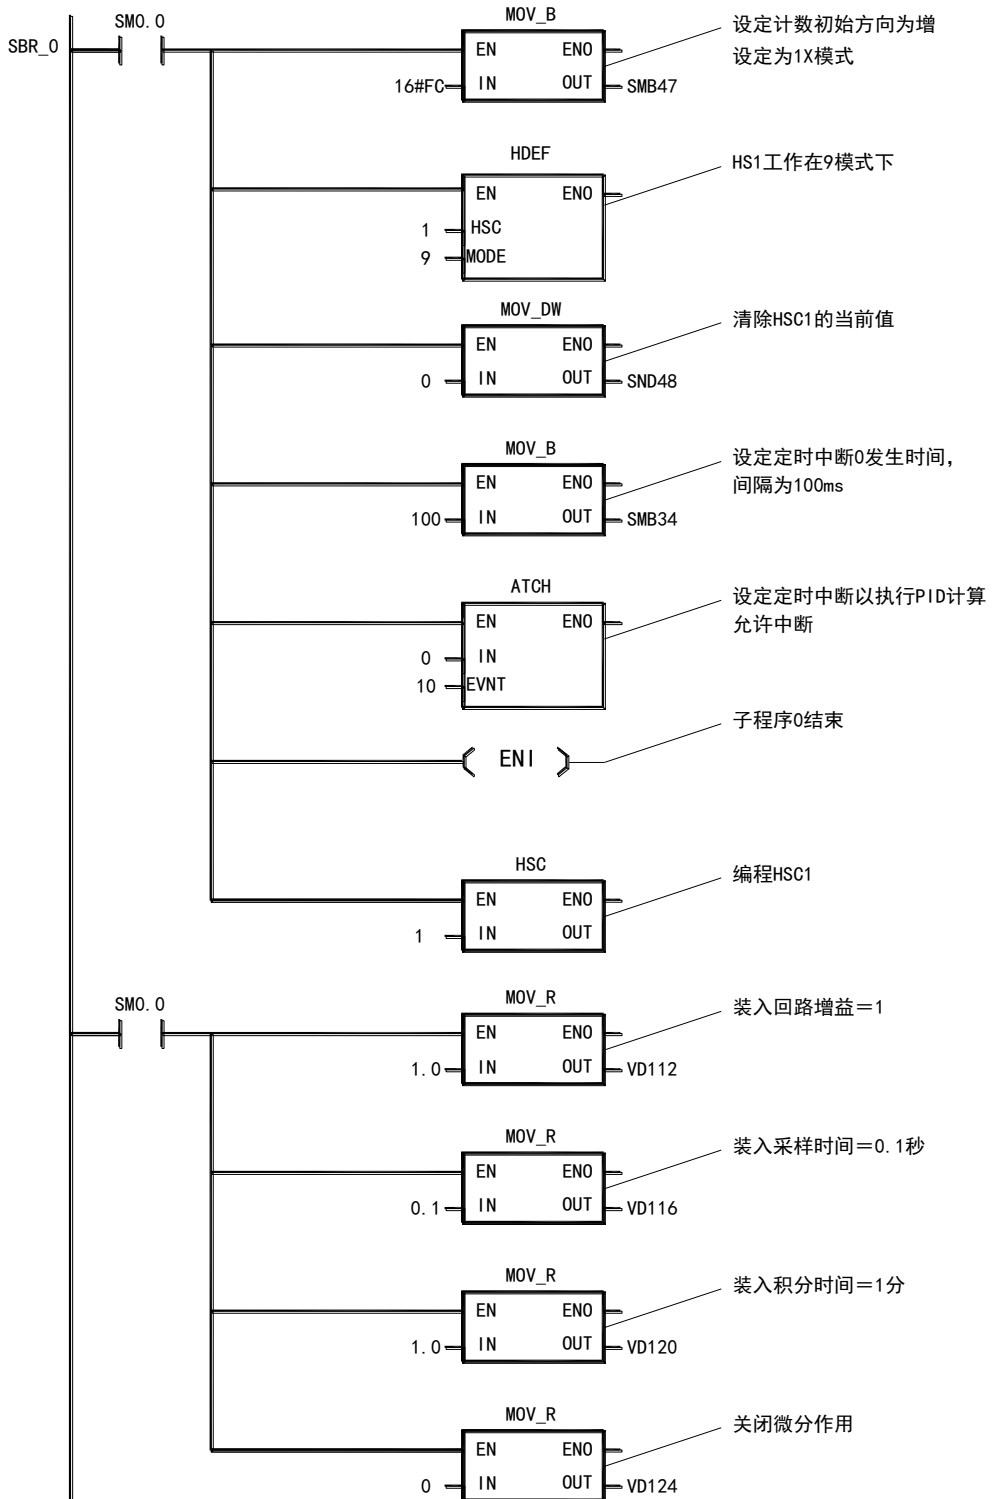 SM0.0
MOV_B
设定计数初始方向为增
SBR_0
EN ENO
设定为1X模式
16#FC IN OUT SMB47
HDEF
HS1工作在9模式下
EN ENO
1 HSC
9 MODE
MOV_DW
清除HSC1的当前值
EN ENO
0 IN OUT SND48
MOV_B
设定定时中断0发生时间,
EN ENO
间隔为100ms
100 IN OUT SMB34
ATCH
设定定时中断以执行PID计算
EN ENO
允许中断
0 IN
10 EVNT
子程序0结束
ENI
HSC
编程HSC1
EN ENO
1 IN OUT
SM0.0
MOV_R
装入回路增益=1
EN ENO
1.0 IN OUT VD112
MOV_R
装入采样时间=0.1秒
EN ENO
0.1 IN OUT VD116
MOV_R
装入积分时间=1分
EN ENO
1.0 IN OUT VD120
MOV_R
关闭微分作用
EN ENO
0 IN OUT VD124